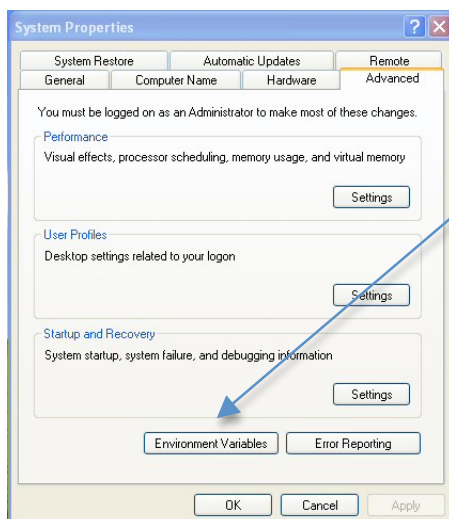 System Properties
System Restore Automatic Updates Remote
General Computer Name Hardware Advanced
You must be logged on as an Administrator to make most of these changes.
Performance
Visual effects, processor scheduling, memory usage, and virtual memory
Settings
User Profiles
Desktop settings related to your logon
Settings
Startup and Recovery
System startup, system failure, and debugging information
Settings
Environment Variables Error Reporting
OK Cancel Apply